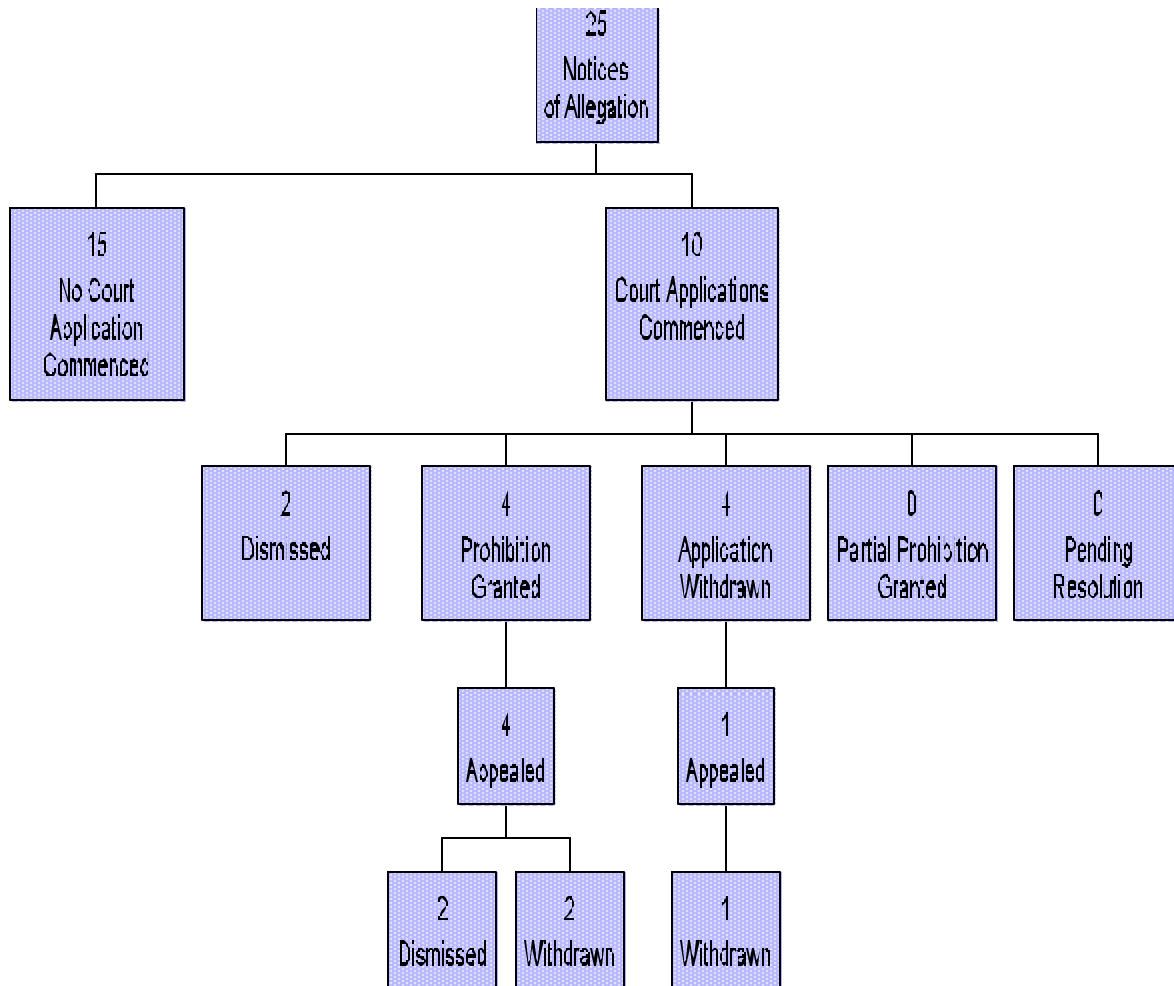 25
Notices
of Allegation
15
No Court
Application
Commenced
10
Court Applications
Commenced
2
Dismissed
4
Prohibition
Granted
4
Application
Withdrawn
0
Partial Prohibition
Granted
0
Pending
Resolution
4
Appealed
1
Appealed
2
Dismissed
2
Withdrawn
1
Withdrawn